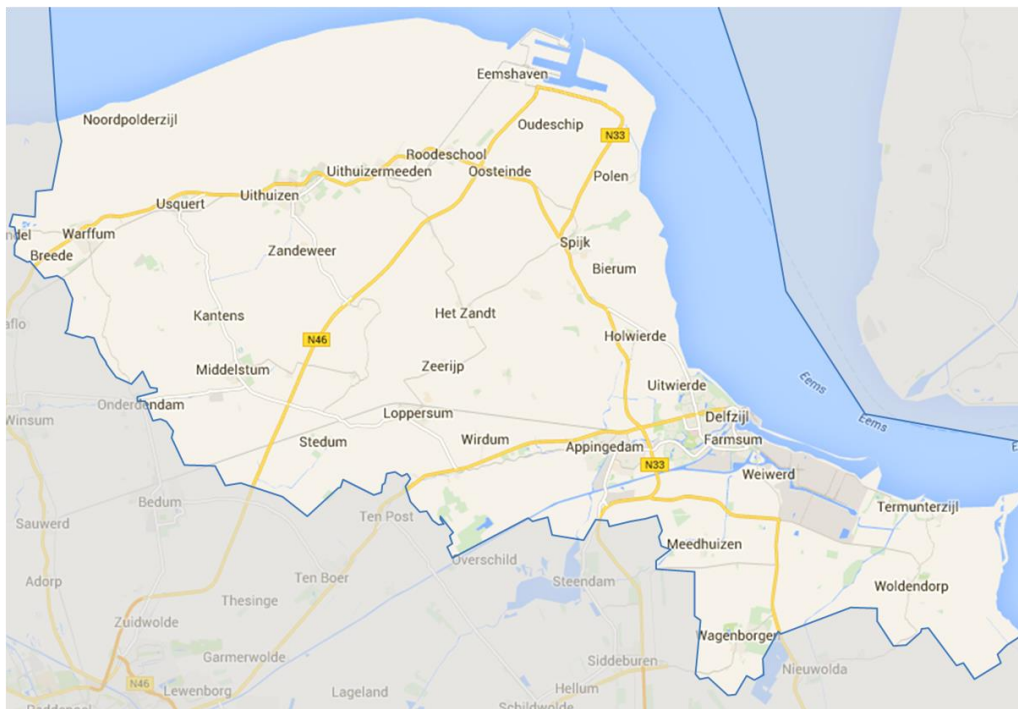 Eemshaven
Noordpolderzijl
Oudeschip
N33
Roodeschool
Uithuizermeeden
Oosteinde
Polen
Uithuizen
Usquert
Warffum
ndel
Breede
Zandeweer
Spijk
Bierum
Kantens
Het Zandt
aflo
N46
Holwierde
Middelstum
Zeerijp
Uitwierde
Eems
Onderdendam
Winsum
Loppersum
Delfzijl
Eems
Stedum
Wirdum
Appingedam
Farmsum
N33
Weiwerd
Bedum
Ten Post
Termunterzijl
Sauwerd
Meedhuizen
Overschild
Ten Boer
Steendam
Adorp
Woldendorp
Thesinge
Zuidwolde
Wagenborgen
Garmerwolde
Siddeburen
Nieuwolda
N46
Lewenborg
Lageland
Hellum
Schildwolde